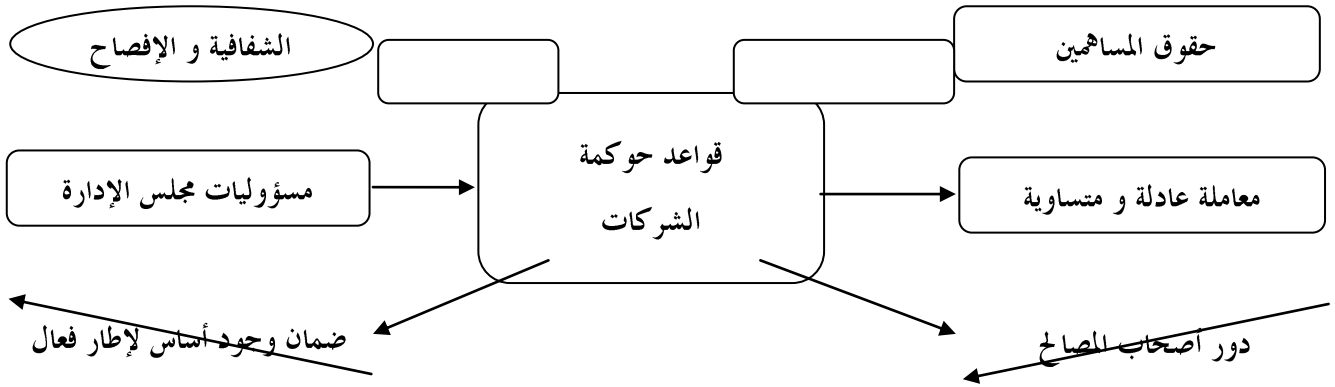 حقوق المساهمين
الشفافية و الإفصاح
قواعد حوكمة
الشركات
معاملة عادلة و متساوية
مسؤوليات مجلس الإدارة
دور أصحاب المصالح
ضمان وجود أساس لإطار فعال